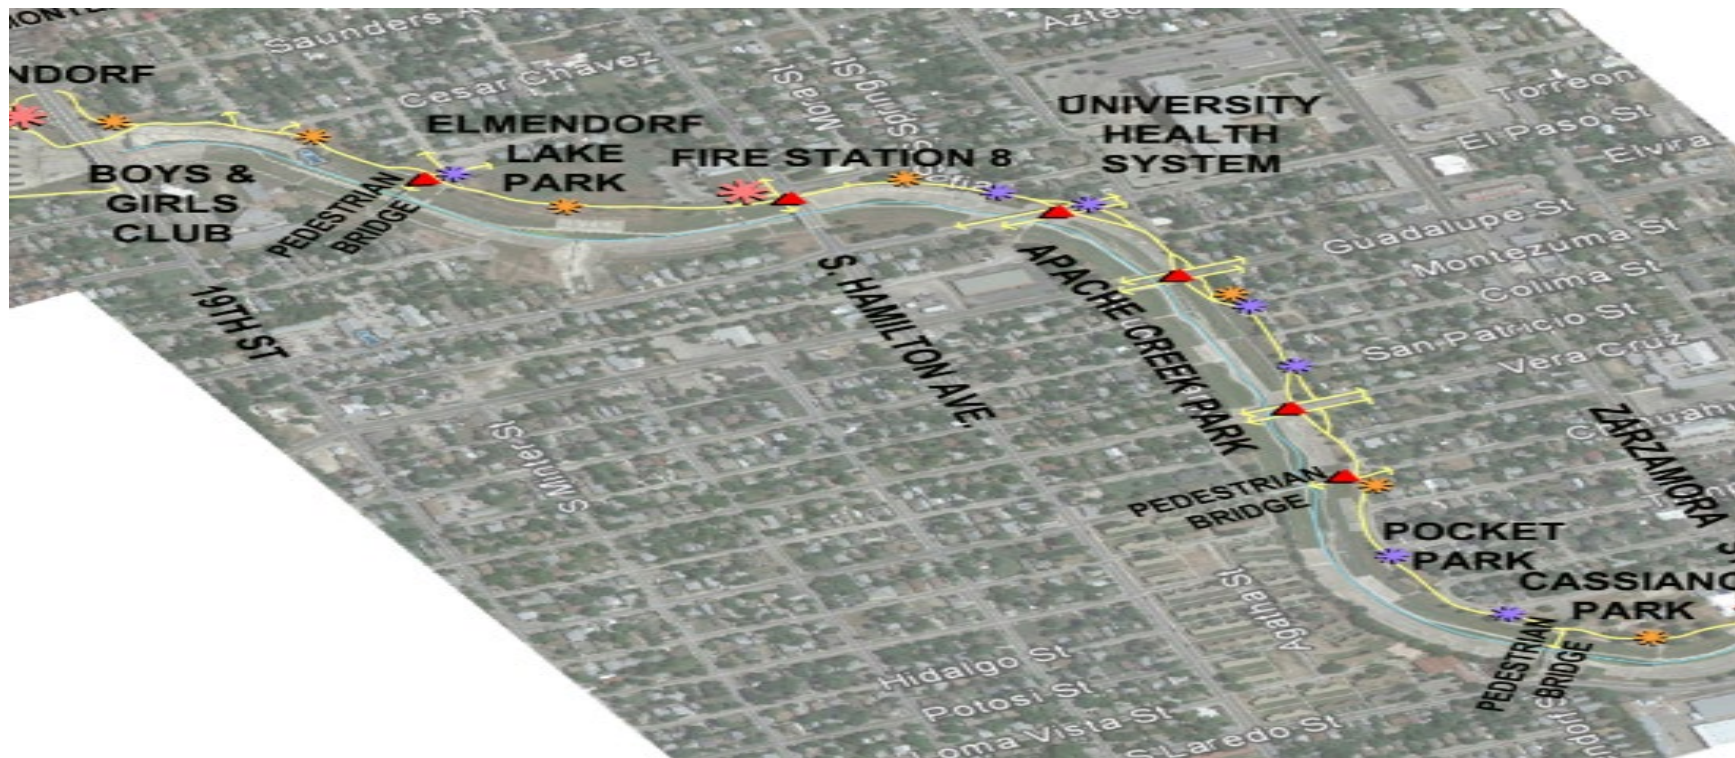 NDORF
Saunders
Cesar Chavez
Aztec
Torreon
El Paso St
Elvira
UNIVERSITY
HEALTH
SYSTEM
ELMENDORF
LAKE
PARK
Mora St
FIRE STATION 8
BOYS &
GIRLS
CLUB
PEDESTRIAN
BRIDGE
19TH ST
S. HAMILTON AVE.
APACHE CREEK PARK
Guadalupe St
Montezuma St
Colima St
San Patricio St
Vera Cruz
ZARZAMORA S
S Minter St
PEDESTRIAN
BRIDGE
POCKET
PARK
CASSIANO
PARK
Agatha St
PEDESTRIAN
BRIDGE
Hidalgo St
Potosi St
Loma Vista St
S Laredo St